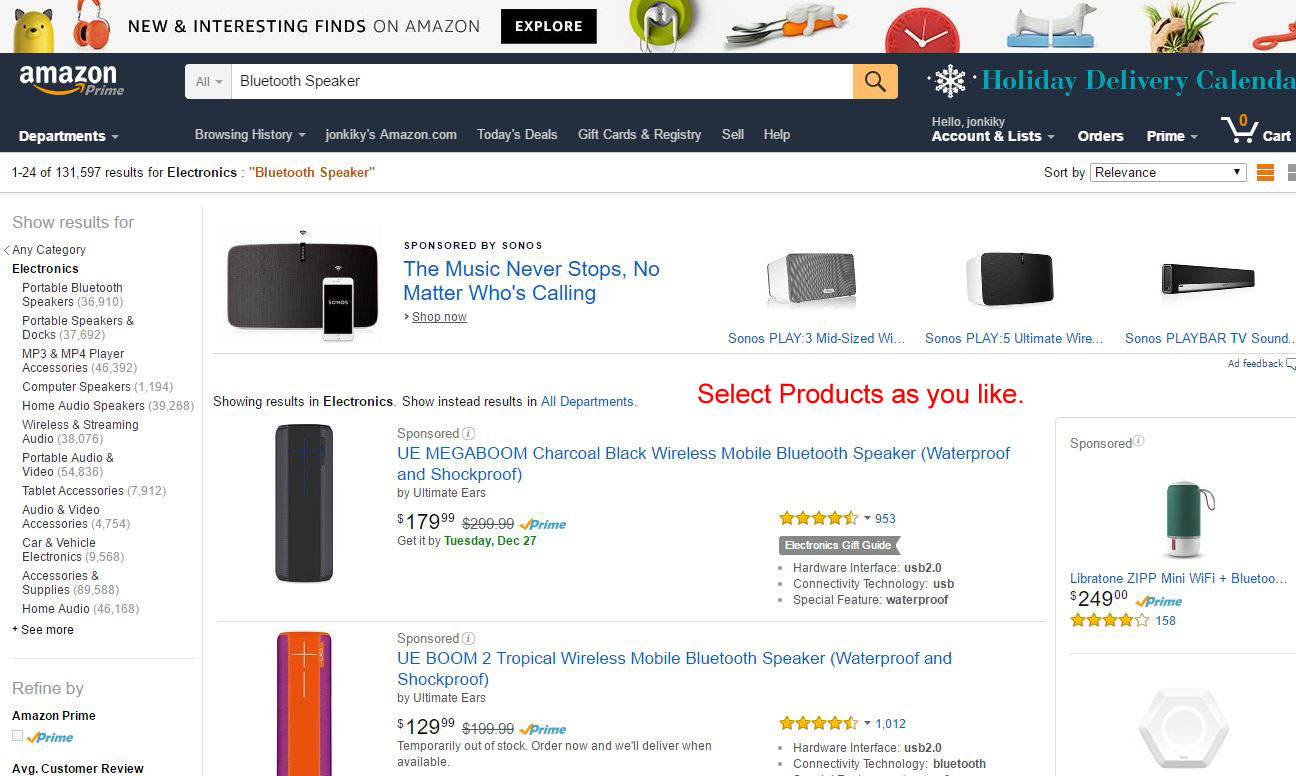 NEW & INTERESTING FINDS ON AMAZON
EXPLORE
amazon
Prime
All
Bluetooth Speaker
Holiday Delivery Calenda
Departments
Browsing History
jonkiky's Amazon.com
Today's Deals
Gift Cards & Registry
Sell
Help
Hello, jonkiky
Account & Lists
Orders
Prime
0
Cart
1-24 of 131,597 results for Electronics : "Bluetooth Speaker"
Sort by
Relevance
Show results for
Any Category
Electronics
Portable Bluetooth
Speakers (36,910)
Portable Speakers &
Docks (37,692)
MP3 & MP4 Player
Accessories (46,392)
Computer Speakers (1,194)
Home Audio Speakers (39,268)
Wireless & Streaming
Audio (38,076)
Portable Audio &
Video (54,836)
Tablet Accessories (7,912)
Audio & Video
Accessories (4,754)
Car & Vehicle
Electronics (9,568)
Accessories &
Supplies (89,588)
Home Audio (46,168)
+ See more
Refine by
Amazon Prime
Prime
Avg. Customer Review
SONOS
SPONSORED BY SONOS
The Music Never Stops, No
Matter Who's Calling
Shop now
Sonos PLAY:3 Mid-Sized Wi...
Sonos PLAY:5 Ultimate Wire...
Sonos PLAYBAR TV Sound...
Ad feedback
Showing results in Electronics. Show instead results in All Departments.
Select Products as you like.
Sponsored
UE MEGABOOM Charcoal Black Wireless Mobile Bluetooth Speaker (Waterproof
and Shockproof)
by Ultimate Ears
$179.99 $299.99 Prime
Get it by Tuesday, Dec 27
953
Electronics Gift Guide
Hardware Interface: usb2.0
Connectivity Technology: usb
Special Feature: waterproof
Sponsored
UE BOOM 2 Tropical Wireless Mobile Bluetooth Speaker (Waterproof and
Shockproof)
by Ultimate Ears
$129.99 $199.99 Prime
Temporarily out of stock. Order now and we'll deliver when
available.
1,012
Hardware Interface: usb2.0
Connectivity Technology: bluetooth
Sponsored
Libratone ZIPP Mini WiFi + Bluetoo...
$249.00 Prime
158